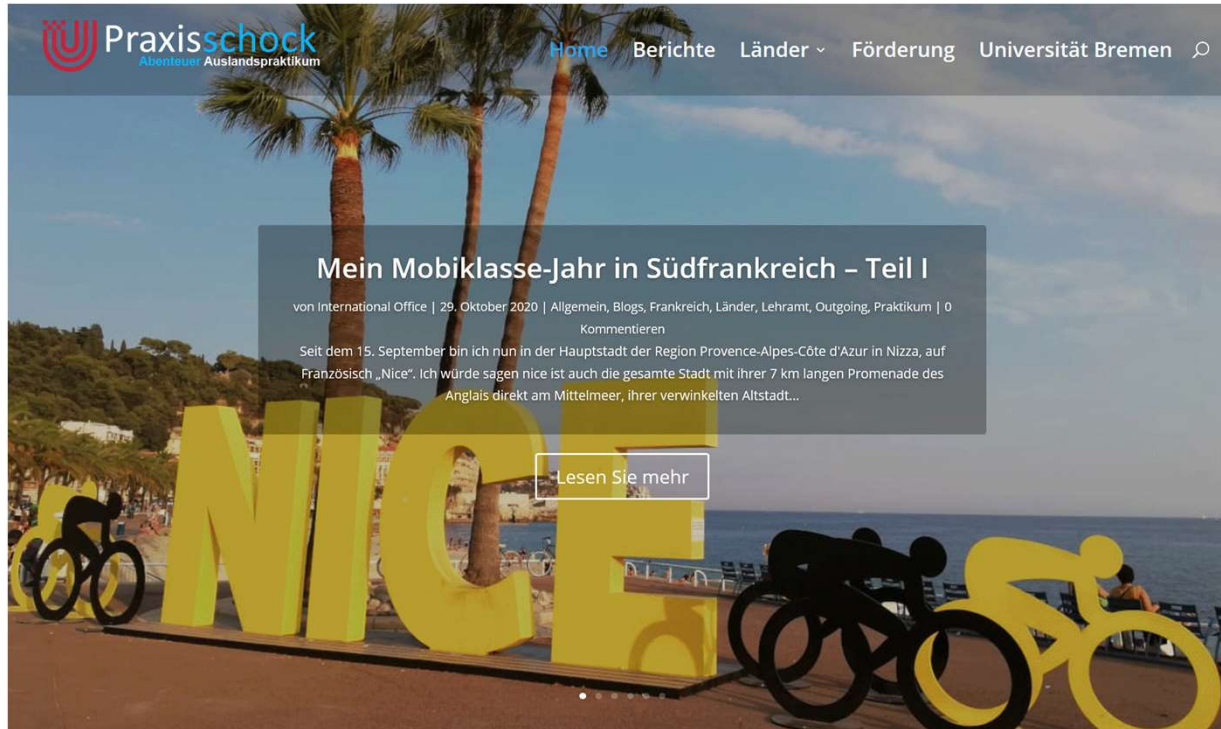 Praxisschock
Abenteuer Auslandspraktikum
Home Berichte Länder Förderung Universität Bremen
Mein Mobiklasse-Jahr in Südfrankreich – Teil I
von International Office | 29. Oktober 2020 | Allgemein, Blogs, Frankreich, Länder, Lehramt, Outgoing, Praktikum | 0
Kommentieren
Seit dem 15. September bin ich nun in der Hauptstadt der Region Provence-Alpes-Côte d'Azur in Nizza, auf
Französisch „Nice“. Ich würde sagen nice ist auch die gesamte Stadt mit ihrer 7 km langen Promenade des
Anglais direkt am Mittelmeer, ihrer verwinkelten Altstadt...
Lesen Sie mehr
NICE